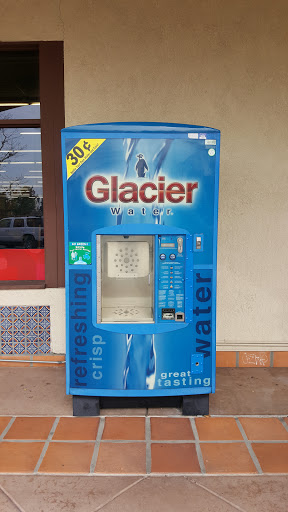 30¢
Glacier
Water
refreshing
crisp
water
great
tasting